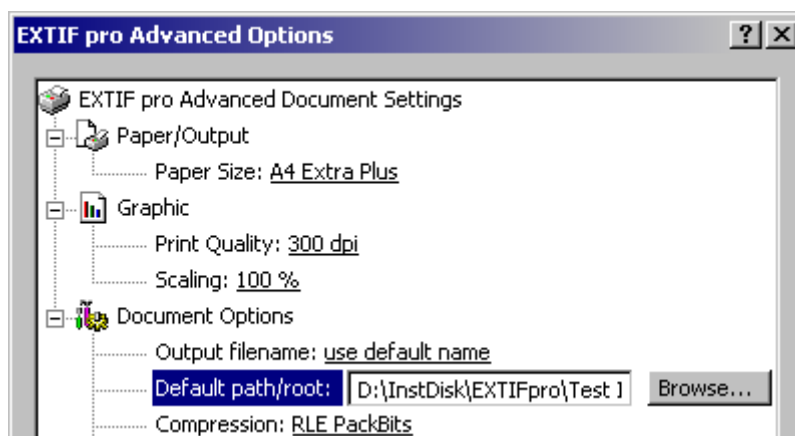 EXTIF pro Advanced Options
EXTIF pro Advanced Document Settings
Paper/Output
Paper Size: A4 Extra Plus
Graphic
Print Quality: 300 dpi
Scaling: 100 %
Document Options
Output filename: use default name
Default path/root: D:\InstDisk\EXTIFpro\Test Browse...
Compression: RLE PackBits